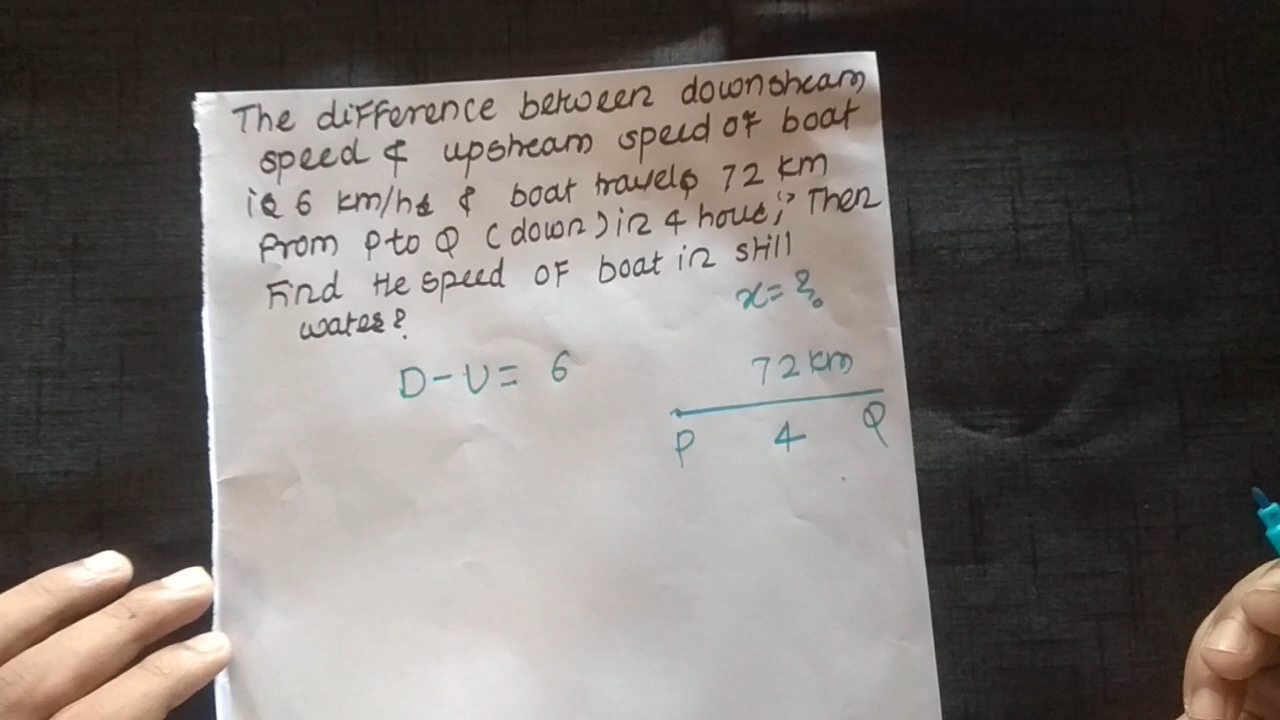 The difference between downstream
speed & upstream speed of boat
is 6 km/hr & boat travels 72 km
from P to Q (down) in 4 hours; Then
Find the speed of boat in still
water?
x = ?
D - U = 6
72 km
P 4 Q